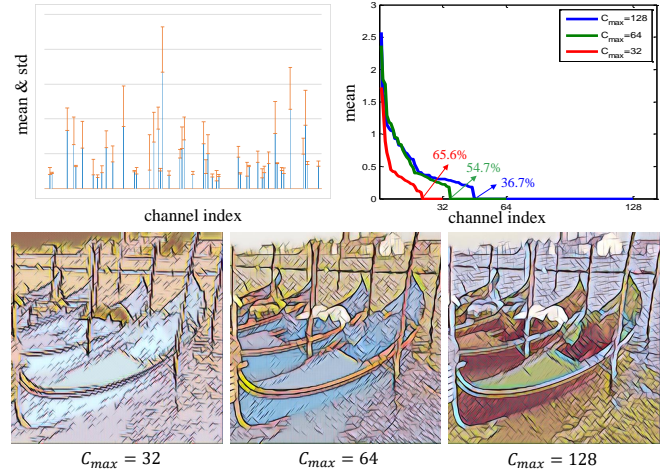 mean & std
channel index
3
2.5
2
1.5
1
0.5
0
mean
C_max=128
C_max=64
C_max=32
65.6%
54.7%
36.7%
32
64
128
channel index
C_max = 32
C_max = 64
C_max = 128